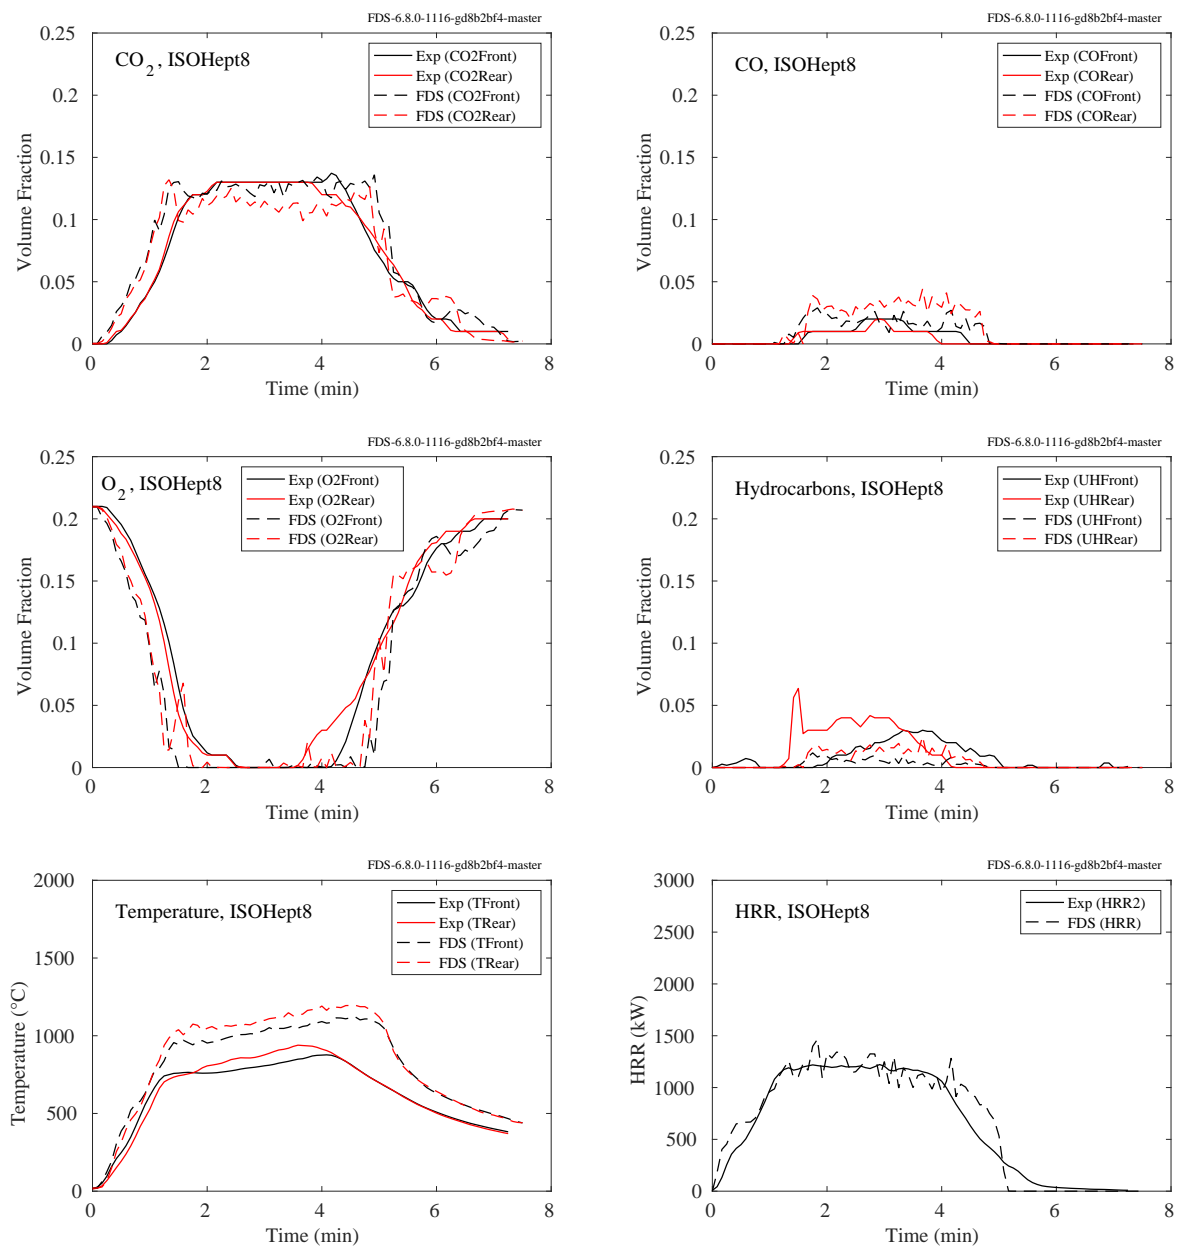 FDS-6.8.0-1116-gd8b2bf4-master
CO2, ISOHept8
Exp (CO2Front)
Exp (CO2Rear)
FDS (CO2Front)
FDS (CO2Rear)
0.25
0.2
0.15
0.1
0.05
0
Volume Fraction
0 2 4 6 8
Time (min)
FDS-6.8.0-1116-gd8b2bf4-master
CO, ISOHept8
Exp (COFront)
Exp (CORear)
FDS (COFront)
FDS (CORear)
0.25
0.2
0.15
0.1
0.05
0
Volume Fraction
0 2 4 6 8
Time (min)
FDS-6.8.0-1116-gd8b2bf4-master
O2, ISOHept8
Exp (O2Front)
Exp (O2Rear)
FDS (O2Front)
FDS (O2Rear)
0.25
0.2
0.15
0.1
0.05
0
Volume Fraction
0 2 4 6 8
Time (min)
FDS-6.8.0-1116-gd8b2bf4-master
Hydrocarbons, ISOHept8
Exp (UHFront)
Exp (UHRear)
FDS (UHFront)
FDS (UHRear)
0.25
0.2
0.15
0.1
0.05
0
Volume Fraction
0 2 4 6 8
Time (min)
FDS-6.8.0-1116-gd8b2bf4-master
Temperature, ISOHept8
Exp (TFront)
Exp (TRear)
FDS (TFront)
FDS (TRear)
2000
1500
1000
500
0
Temperature (°C)
0 2 4 6 8
Time (min)
FDS-6.8.0-1116-gd8b2bf4-master
HRR, ISOHept8
Exp (HRR2)
FDS (HRR)
3000
2500
2000
1500
1000
500
0
HRR (kW)
0 2 4 6 8
Time (min)